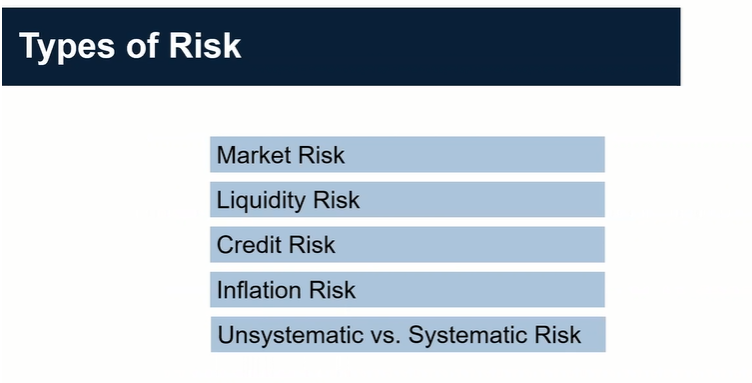 Types of Risk
Market Risk
Liquidity Risk
Credit Risk
Inflation Risk
Unsystematic vs. Systematic Risk